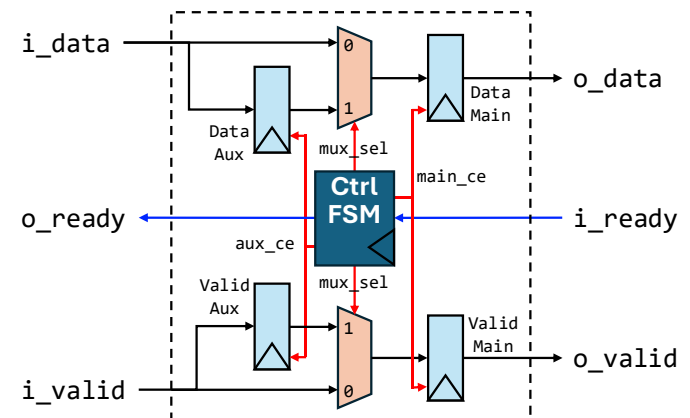 i_data
0
1
Data
Aux
Data
Main
o_data
mux_sel
Ctrl
FSM
main_ce
o_ready
i_ready
aux_ce
mux_sel
Valid
Aux
1
0
Valid
Main
o_valid
i_valid